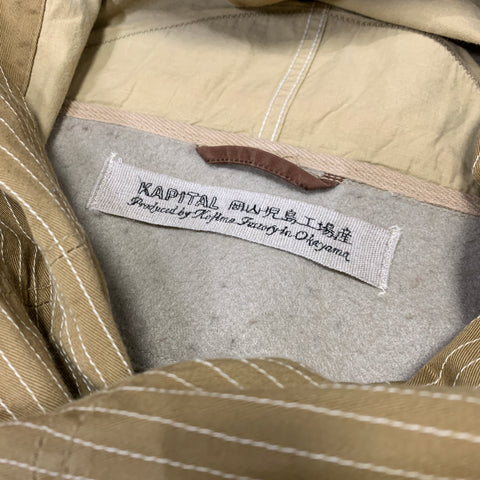 KAPITAL 岡山児島工場産
Produced by Kojima Factory in Okayama